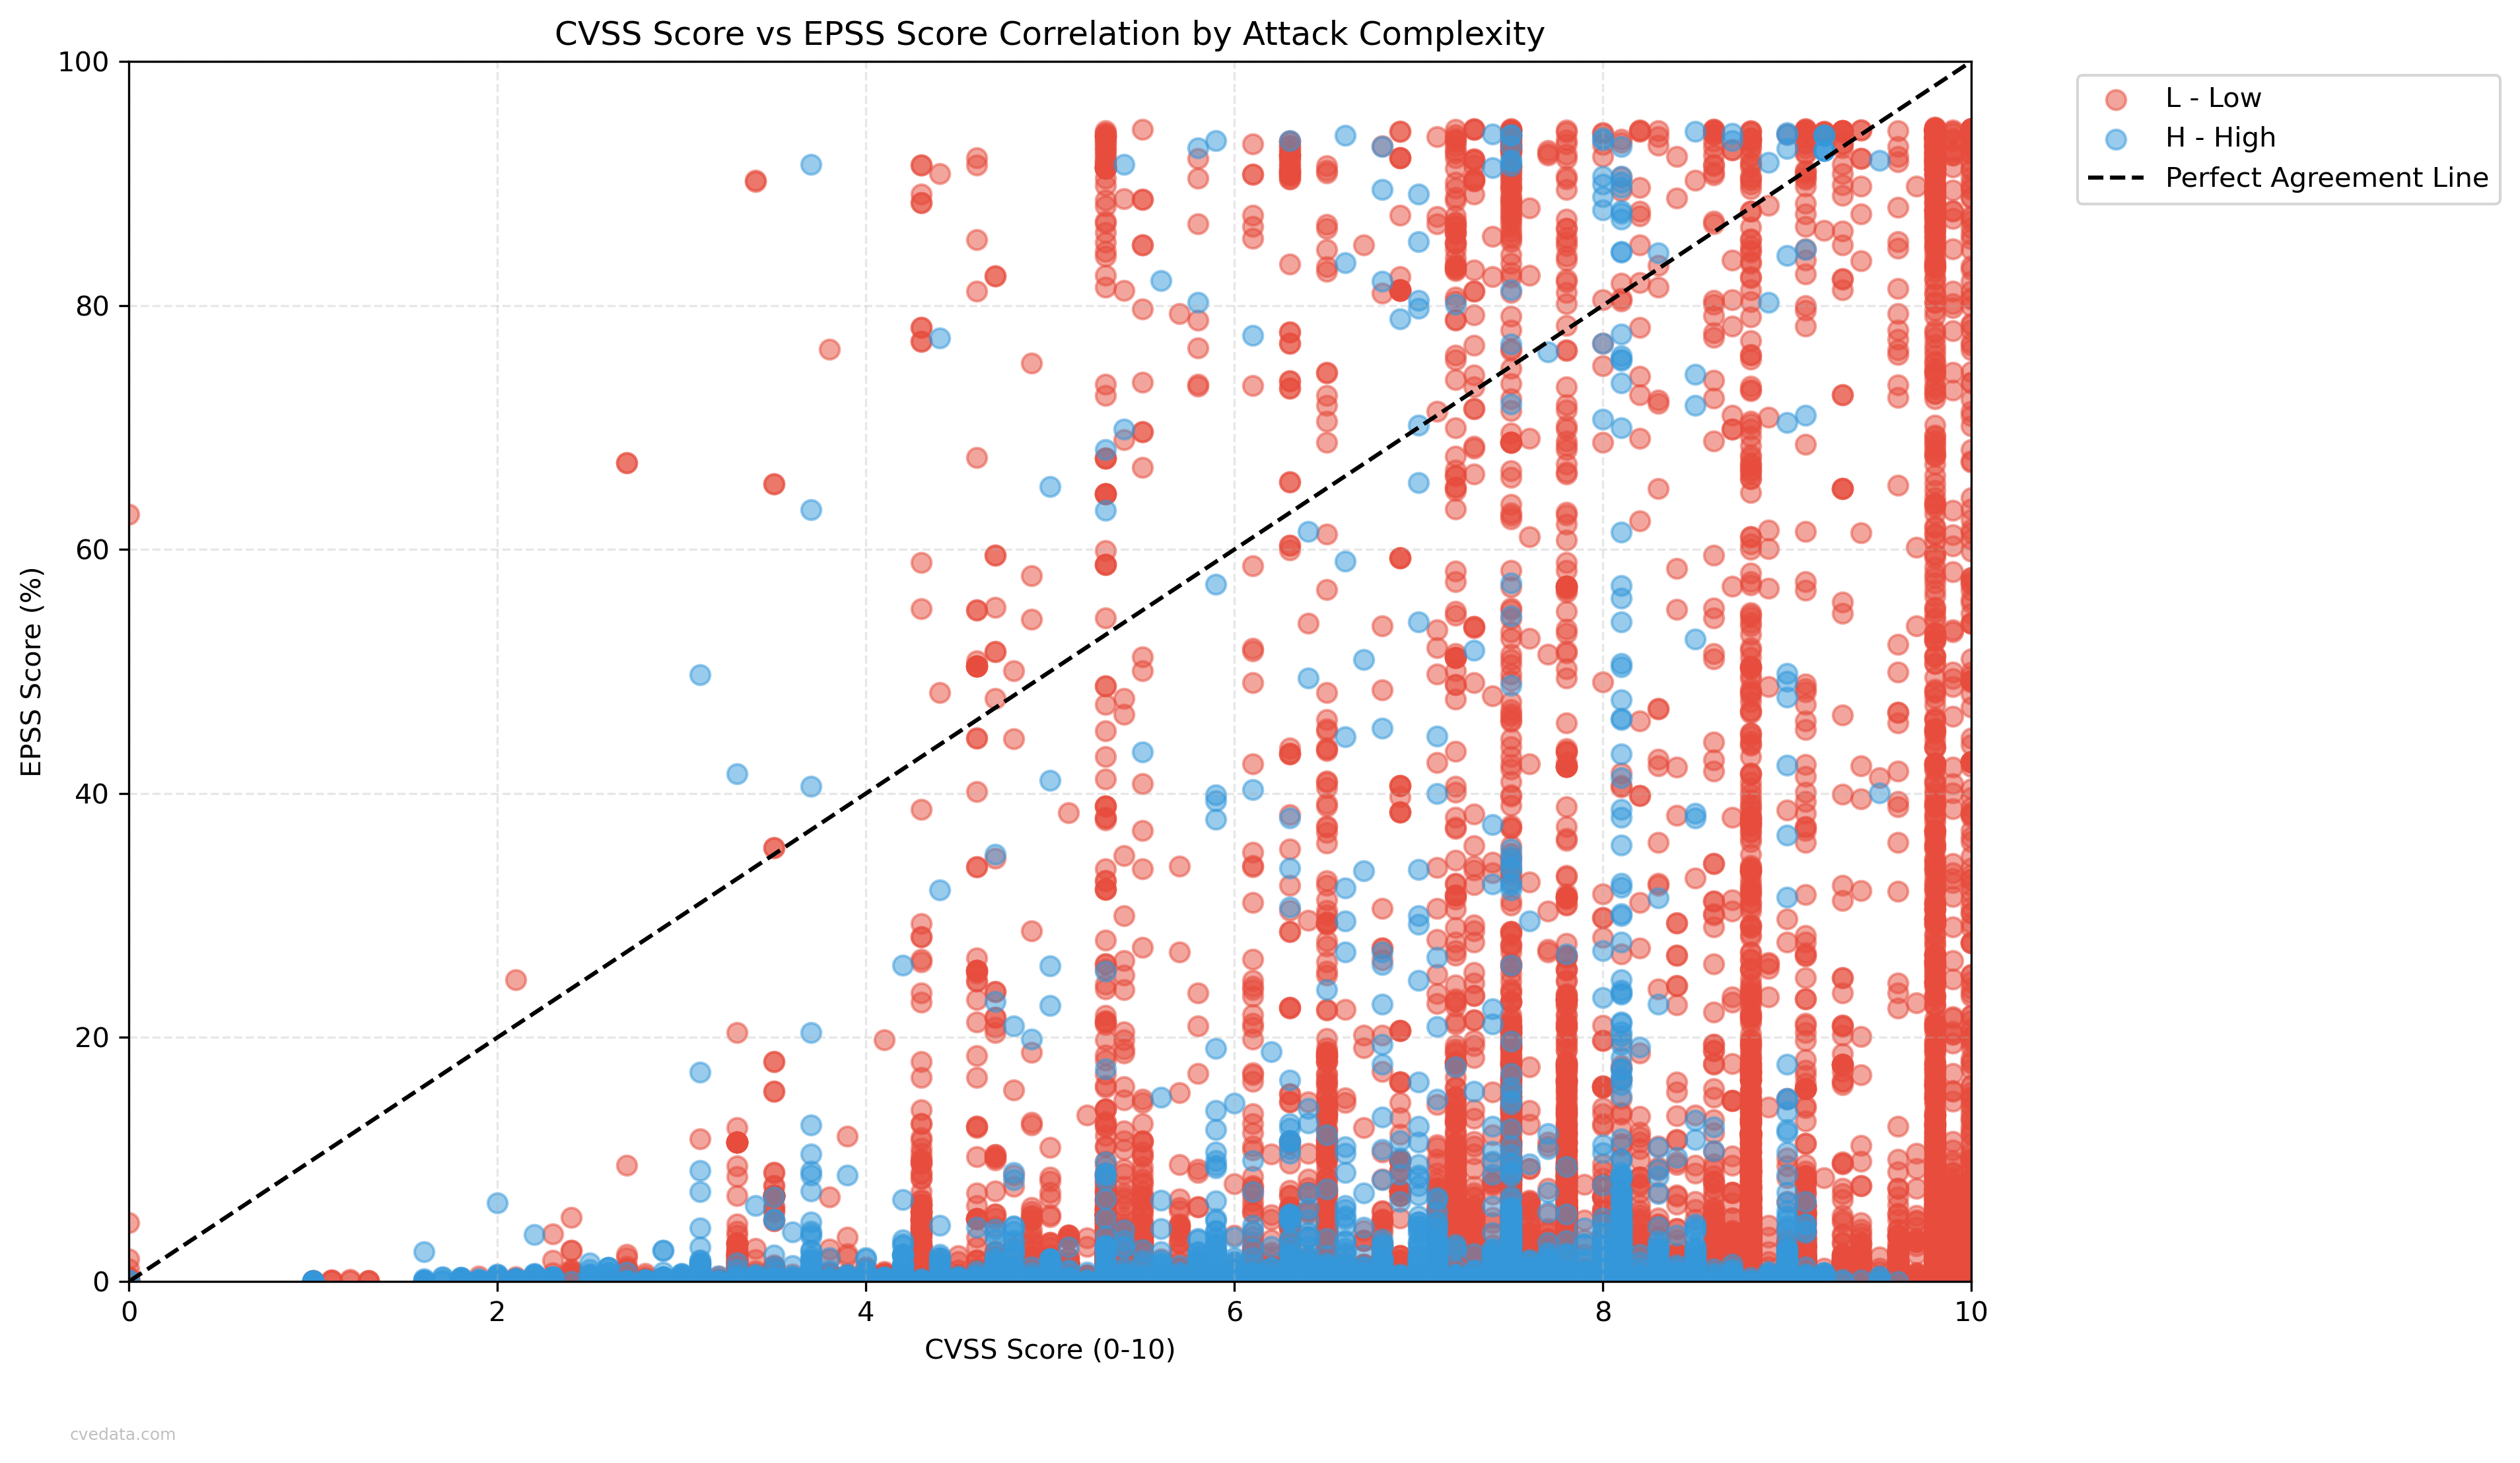 CVSS Score vs EPSS Score Correlation by Attack Complexity
L - Low
H - High
Perfect Agreement Line
EPSS Score (%)
100
80
60
40
20
0
0 2 4 6 8 10
CVSS Score (0-10)
cvedata.com